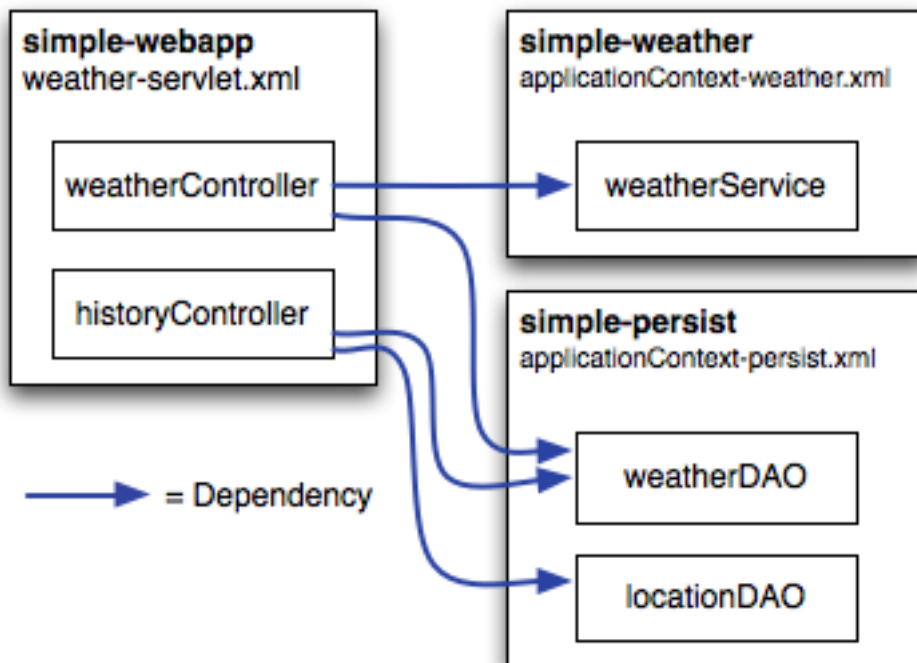 simple-webapp
weather-servlet.xml
weatherController
historyController
simple-weather
applicationContext-weather.xml
weatherService
simple-persist
applicationContext-persist.xml
weatherDAO
locationDAO
= Dependency